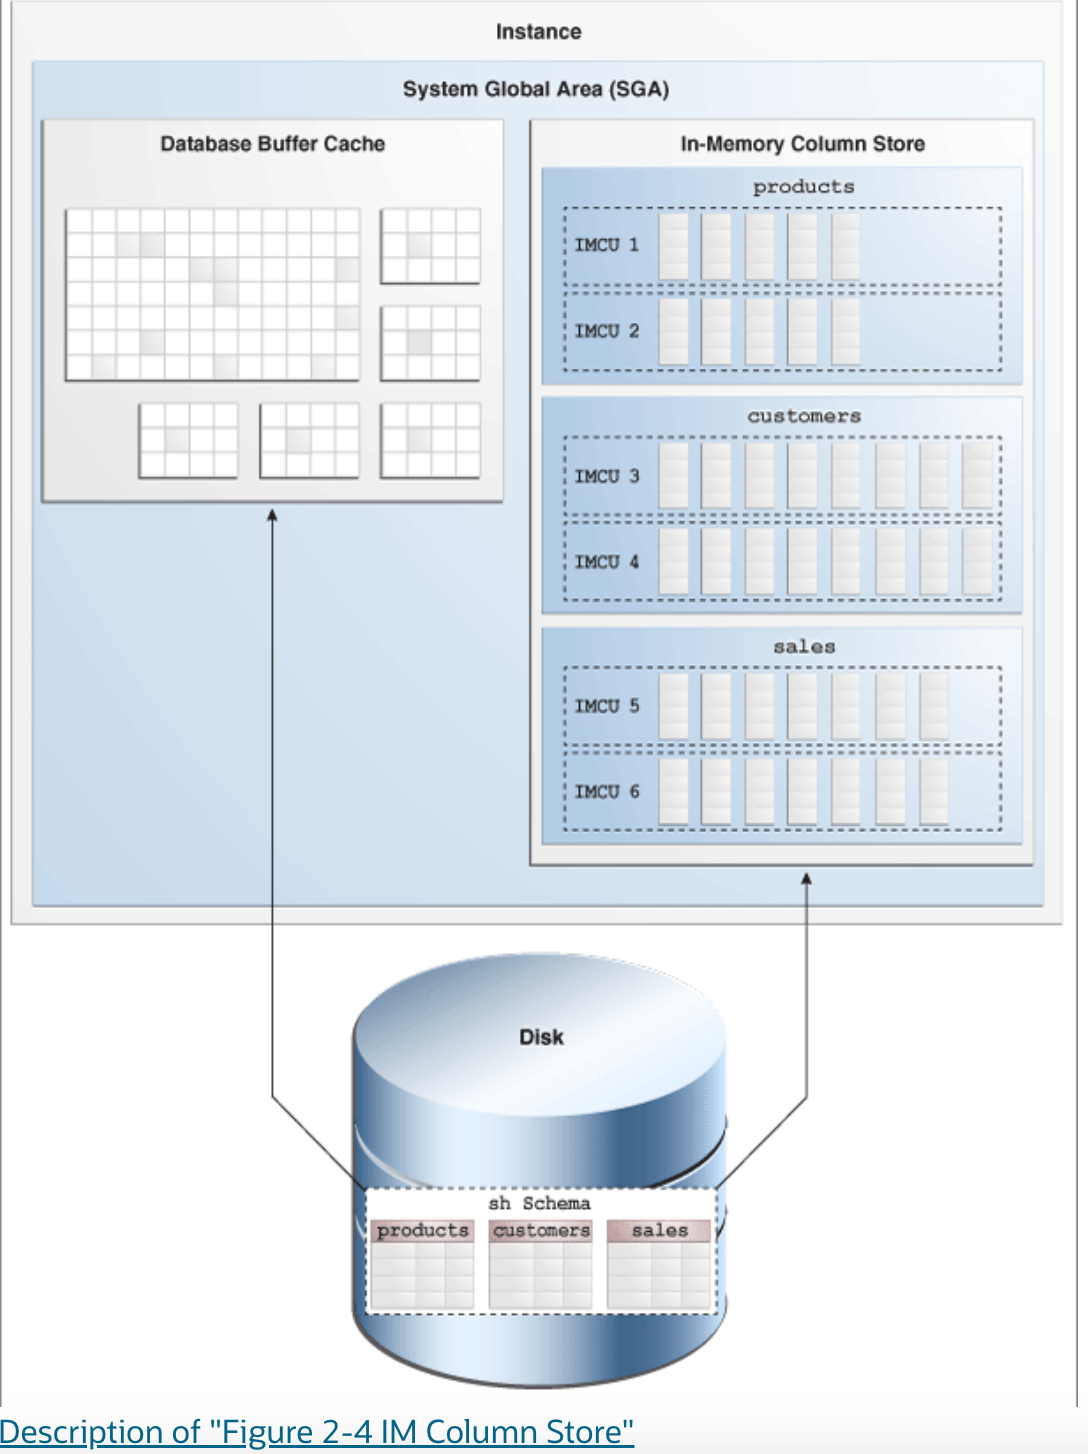 Instance
System Global Area (SGA)
Database Buffer Cache
In-Memory Column Store
products
IMCU 1
IMCU 2
customers
IMCU 3
IMCU 4
sales
IMCU 5
IMCU 6
Disk
sh Schema
products customers sales
Description of "Figure 2-4 IM Column Store"